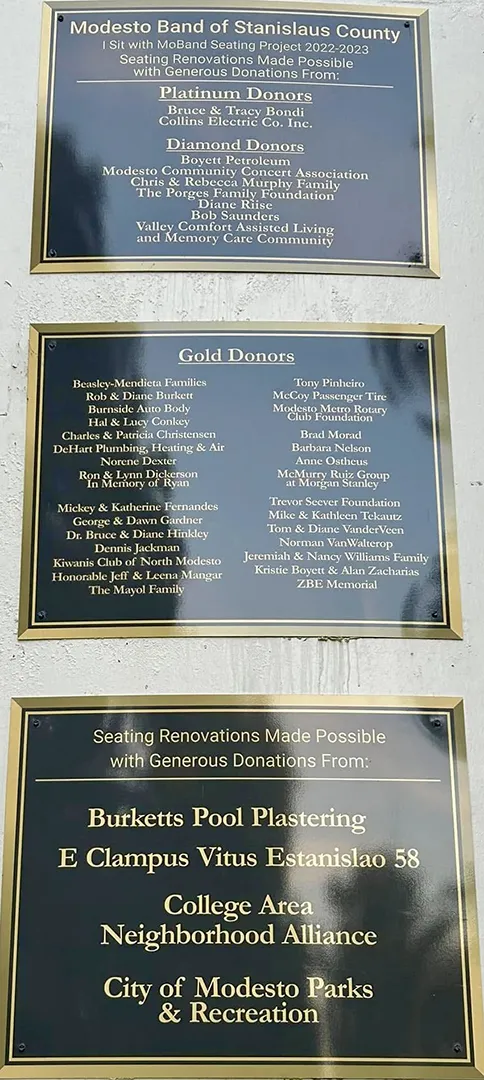 Modesto Band of Stanislaus County
I Sit with MoBand Seating Project 2022-2023
Seating Renovations Made Possible
with Generous Donations From:
Platinum Donors
Bruce & Tracy Bondi
Collins Electric Co. Inc.
Diamond Donors
Boyett Petroleum
Modesto Community Concert Association
Chris & Rebecca Murphy Family
The Porges Family Foundation
Diane Riise
Bob Saunders
Valley Comfort Assisted Living
and Memory Care Community
Gold Donors
Beasley-Mendieta Families
Rob & Diane Burkett
Burnside Auto Body
Hal & Lucy Conkey
Charles & Patricia Christensen
DeHart Plumbing, Heating & Air
Norene Dexter
Ron & Lynn Dickerson
In Memory of Ryan
Mickey & Katherine Fernandes
George & Dawn Gardner
Dr. Bruce & Diane Hinkley
Dennis Jackman
Kiwanis Club of North Modesto
Honorable Jeff & Leena Mangar
The Mayol Family
Tony Pinheiro
McCoy Passenger Tire
Modesto Metro Rotary
Club Foundation
Brad Morad
Barbara Nelson
Anne Ostheus
McMurry Ruiz Group
at Morgan Stanley
Trevor Seever Foundation
Mike & Kathleen Tekautz
Tom & Diane VanderVeen
Norman VanWalterop
Jeremiah & Nancy Williams Family
Kristie Boyett & Alan Zacharias
ZBE Memorial
Seating Renovations Made Possible
with Generous Donations From:
Burketts Pool Plastering
E Clampus Vitus Estanislao 58
College Area
Neighborhood Alliance
City of Modesto Parks
& Recreation